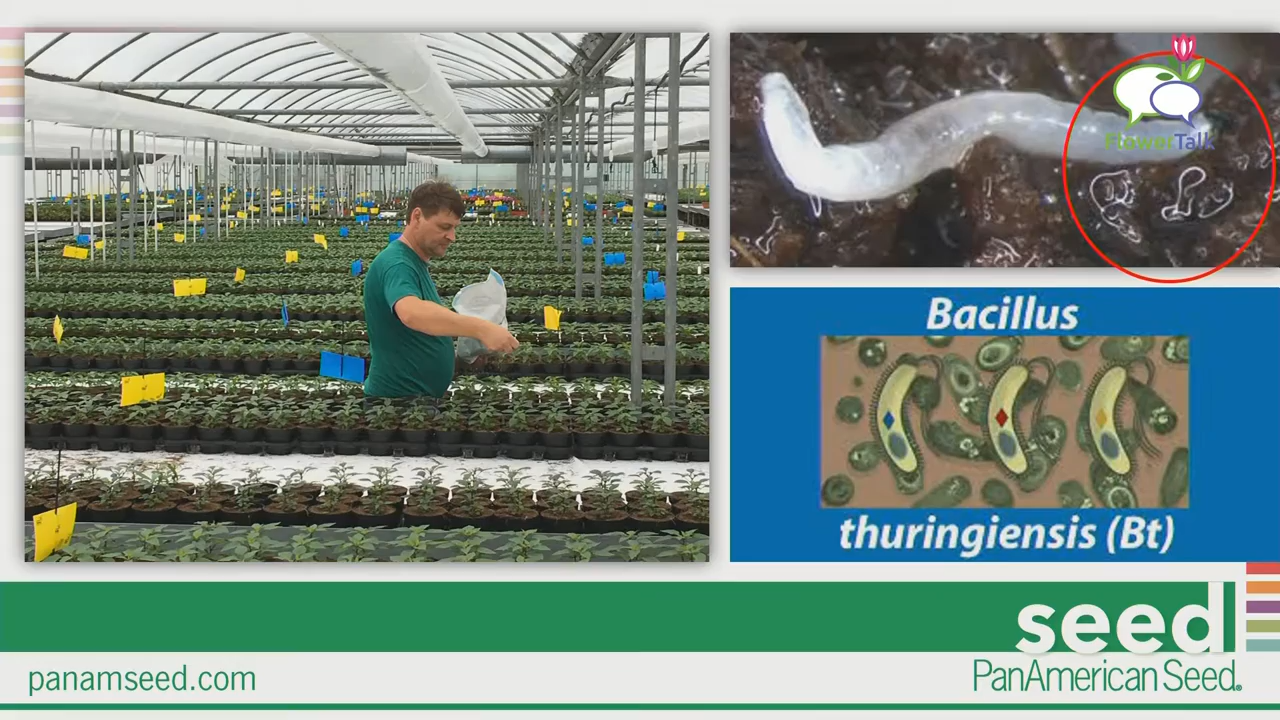 FlowerTalk
Bacillus
thuringiensis (Bt)
seed
panamseed.com
PanAmerican Seed®